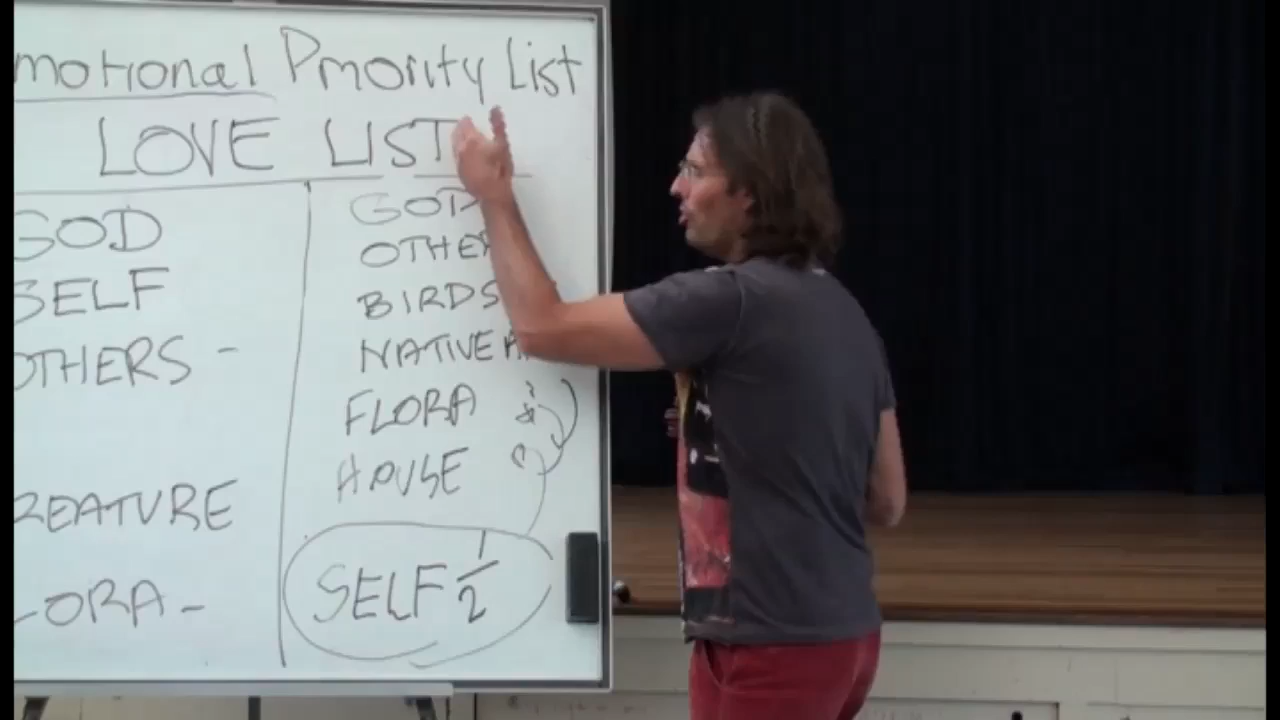 motional Priority List
LOVE LIST
GOD
SELF
OTHERS -
REATURE
LORA -
GOD
OTHER
BIRDS
NATIVE A
FLORA
HOUSE
SELF 1/2